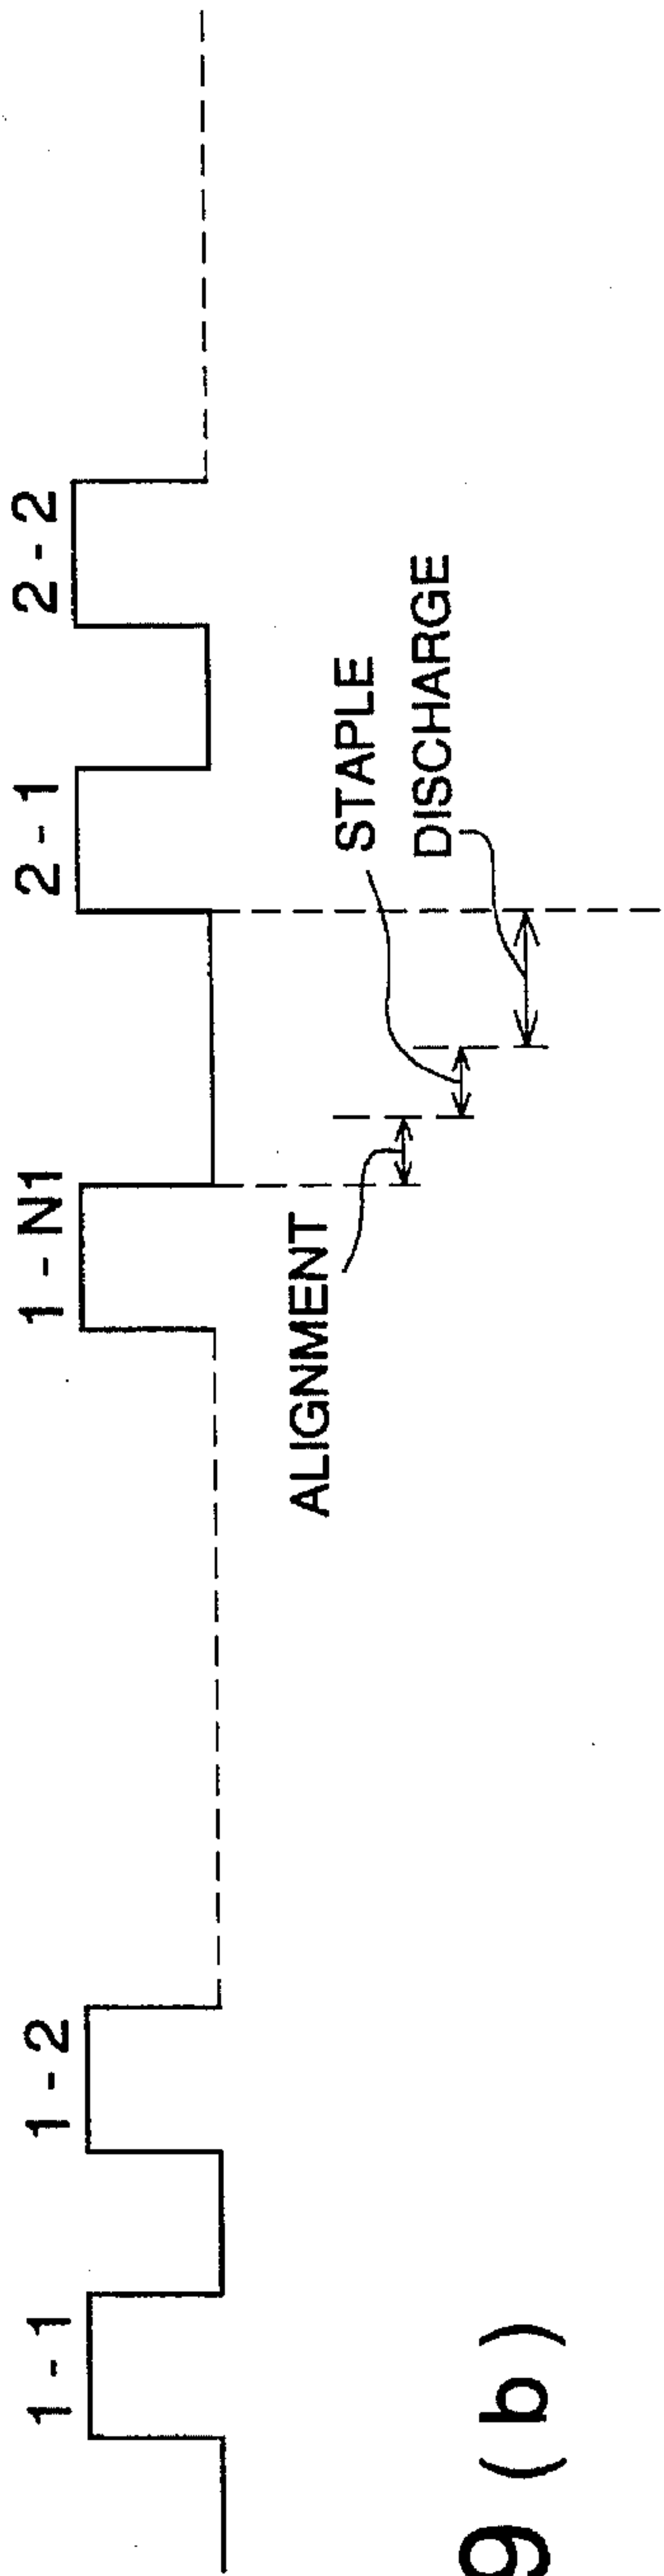 1-1
1-2
1-N1
2-1
2-2
ALIGNMENT
STAPLE
DISCHARGE
9 ( b )